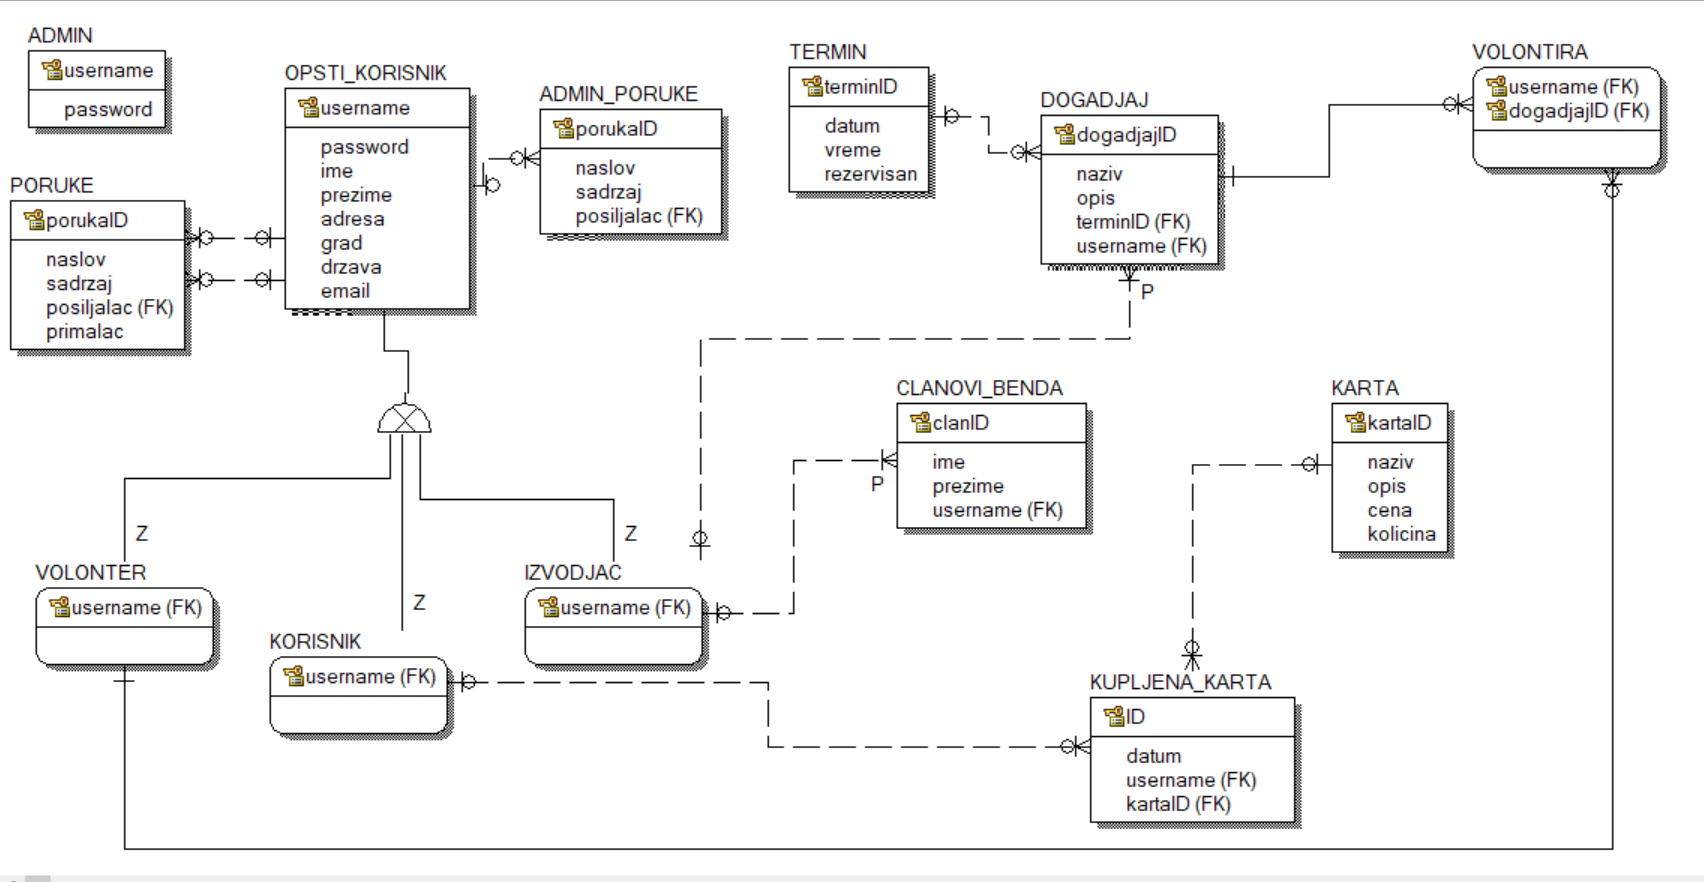 ADMIN
username
password
OPSTI_KORISNIK
username
password
ime
prezime
adresa
grad
drzava
email
ADMIN_PORUKE
porukaID
naslov
sadrzaj
posiljalac (FK)
PORUKE
porukaID
naslov
sadrzaj
posiljalac (FK)
primalac
TERMIN
terminID
datum
vreme
rezervisan
DOGADJAJ
dogadjajID
naziv
opis
terminID (FK)
username (FK)
P
VOLONTIRA
username (FK)
dogadjajID (FK)
CLANOVI_BENDA
clanID
ime
prezime
username (FK)
P
KARTA
kartaID
naziv
opis
cena
kolicina
Z
Z
Z
VOLONTER
username (FK)
KORISNIK
username (FK)
IZVODJAC
username (FK)
KUPLJENA_KARTA
ID
datum
username (FK)
kartaID (FK)